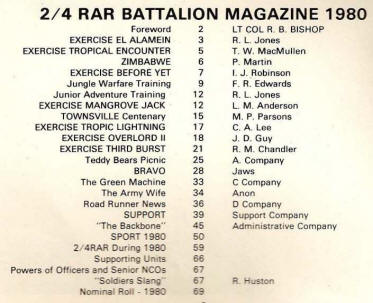 2/4 RAR BATTALION MAGAZINE 1980
Foreword 2 LT COL R. B. BISHOP
EXERCISE EL ALAMEIN 3 R. L. Jones
EXERCISE TROPICAL ENCOUNTER 5 T. W. MacMullen
ZIMBABWE 6 P. Martin
EXERCISE BEFORE YET 7 I. J. Robinson
Jungle Warfare Training 9 F. R. Edwards
Junior Adventure Training 12 R. L. Jones
EXERCISE MANGROVE JACK 12 L. M. Anderson
TOWNSVILLE Centenary 15 M. P. Parsons
EXERCISE TROPIC LIGHTNING 17 C. A. Lee
EXERCISE OVERLORD II 18 J. D. Guy
EXERCISE THIRD BURST 21 R. M. Chandler
Teddy Bears Picnic 25 A. Company
BRAVO 28 Jaws
The Green Machine 33 C Company
The Army Wife 34 Anon
Road Runner News 36 D Company
SUPPORT 39 Support Company
"The Backbone" 45 Administrative Company
SPORT 1980 50
2/4RAR During 1980 59
Supporting Units 66
Powers of Officers and Senior NCOs 67
"Soldiers Slang" 67 R. Huston
Nominal Roll - 1980 69